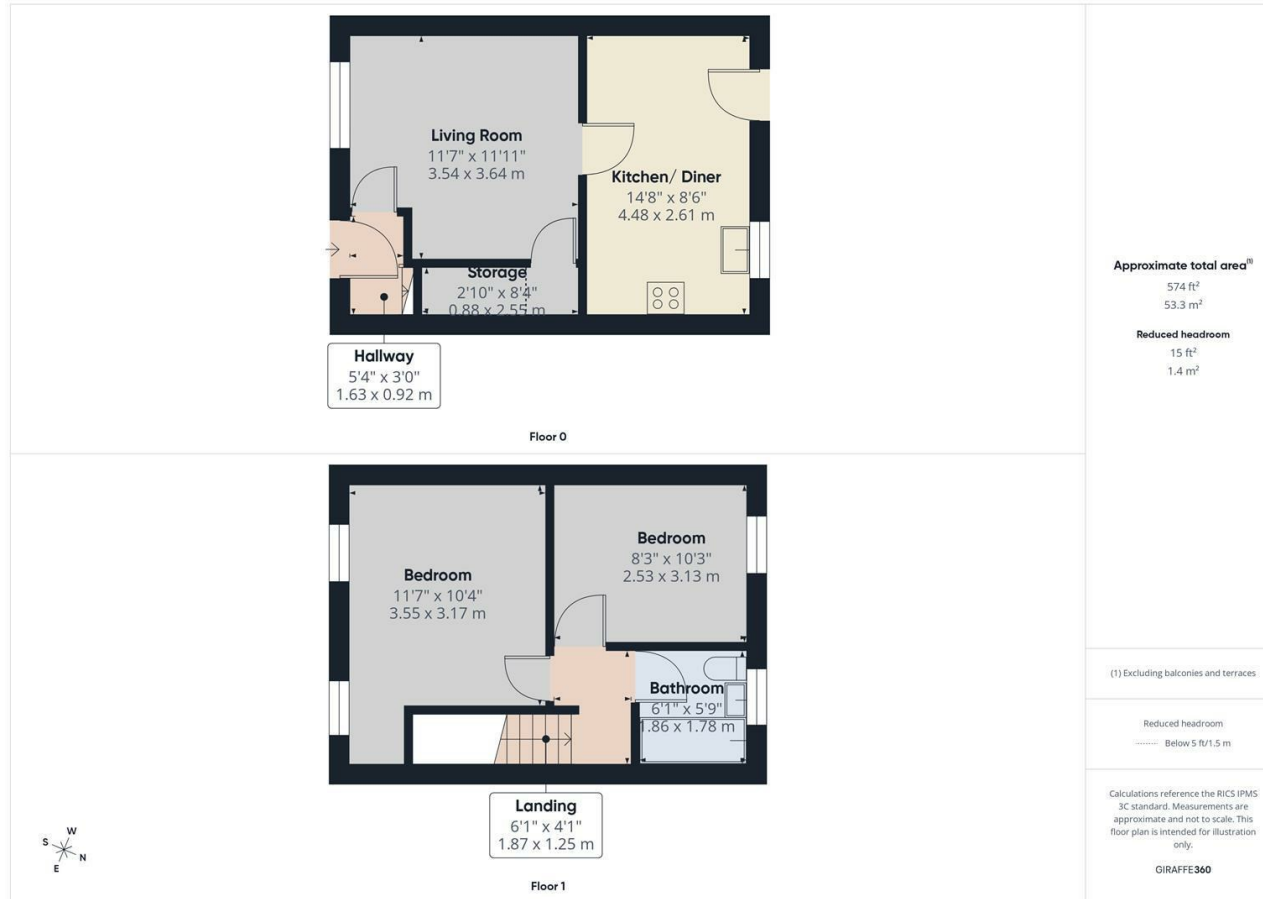 Living Room
11'7" x 11'11"
3.54 x 3.64 m
Kitchen/ Diner
14'8" x 8'6"
4.48 x 2.61 m
Storage
2'10" x 8'4"
0.88 x 2.55 m
Hallway
5'4" x 3'0"
1.63 x 0.92 m
Floor 0
Bedroom
11'7" x 10'4"
3.55 x 3.17 m
Bedroom
8'3" x 10'3"
2.53 x 3.13 m
Bathroom
6'1" x 5'9"
1.86 x 1.78 m
Landing
6'1" x 4'1"
1.87 x 1.25 m
Floor 1
W
S
N
E
Approximate total area(1)
574 ft²
53.3 m²
Reduced headroom
15 ft²
1.4 m²
(1) Excluding balconies and terraces
Reduced headroom
Below 5 ft/1.5 m
Calculations reference the RICS IPMS
3C standard. Measurements are
approximate and not to scale. This
floor plan is intended for illustration
only.
GIRAFFE360